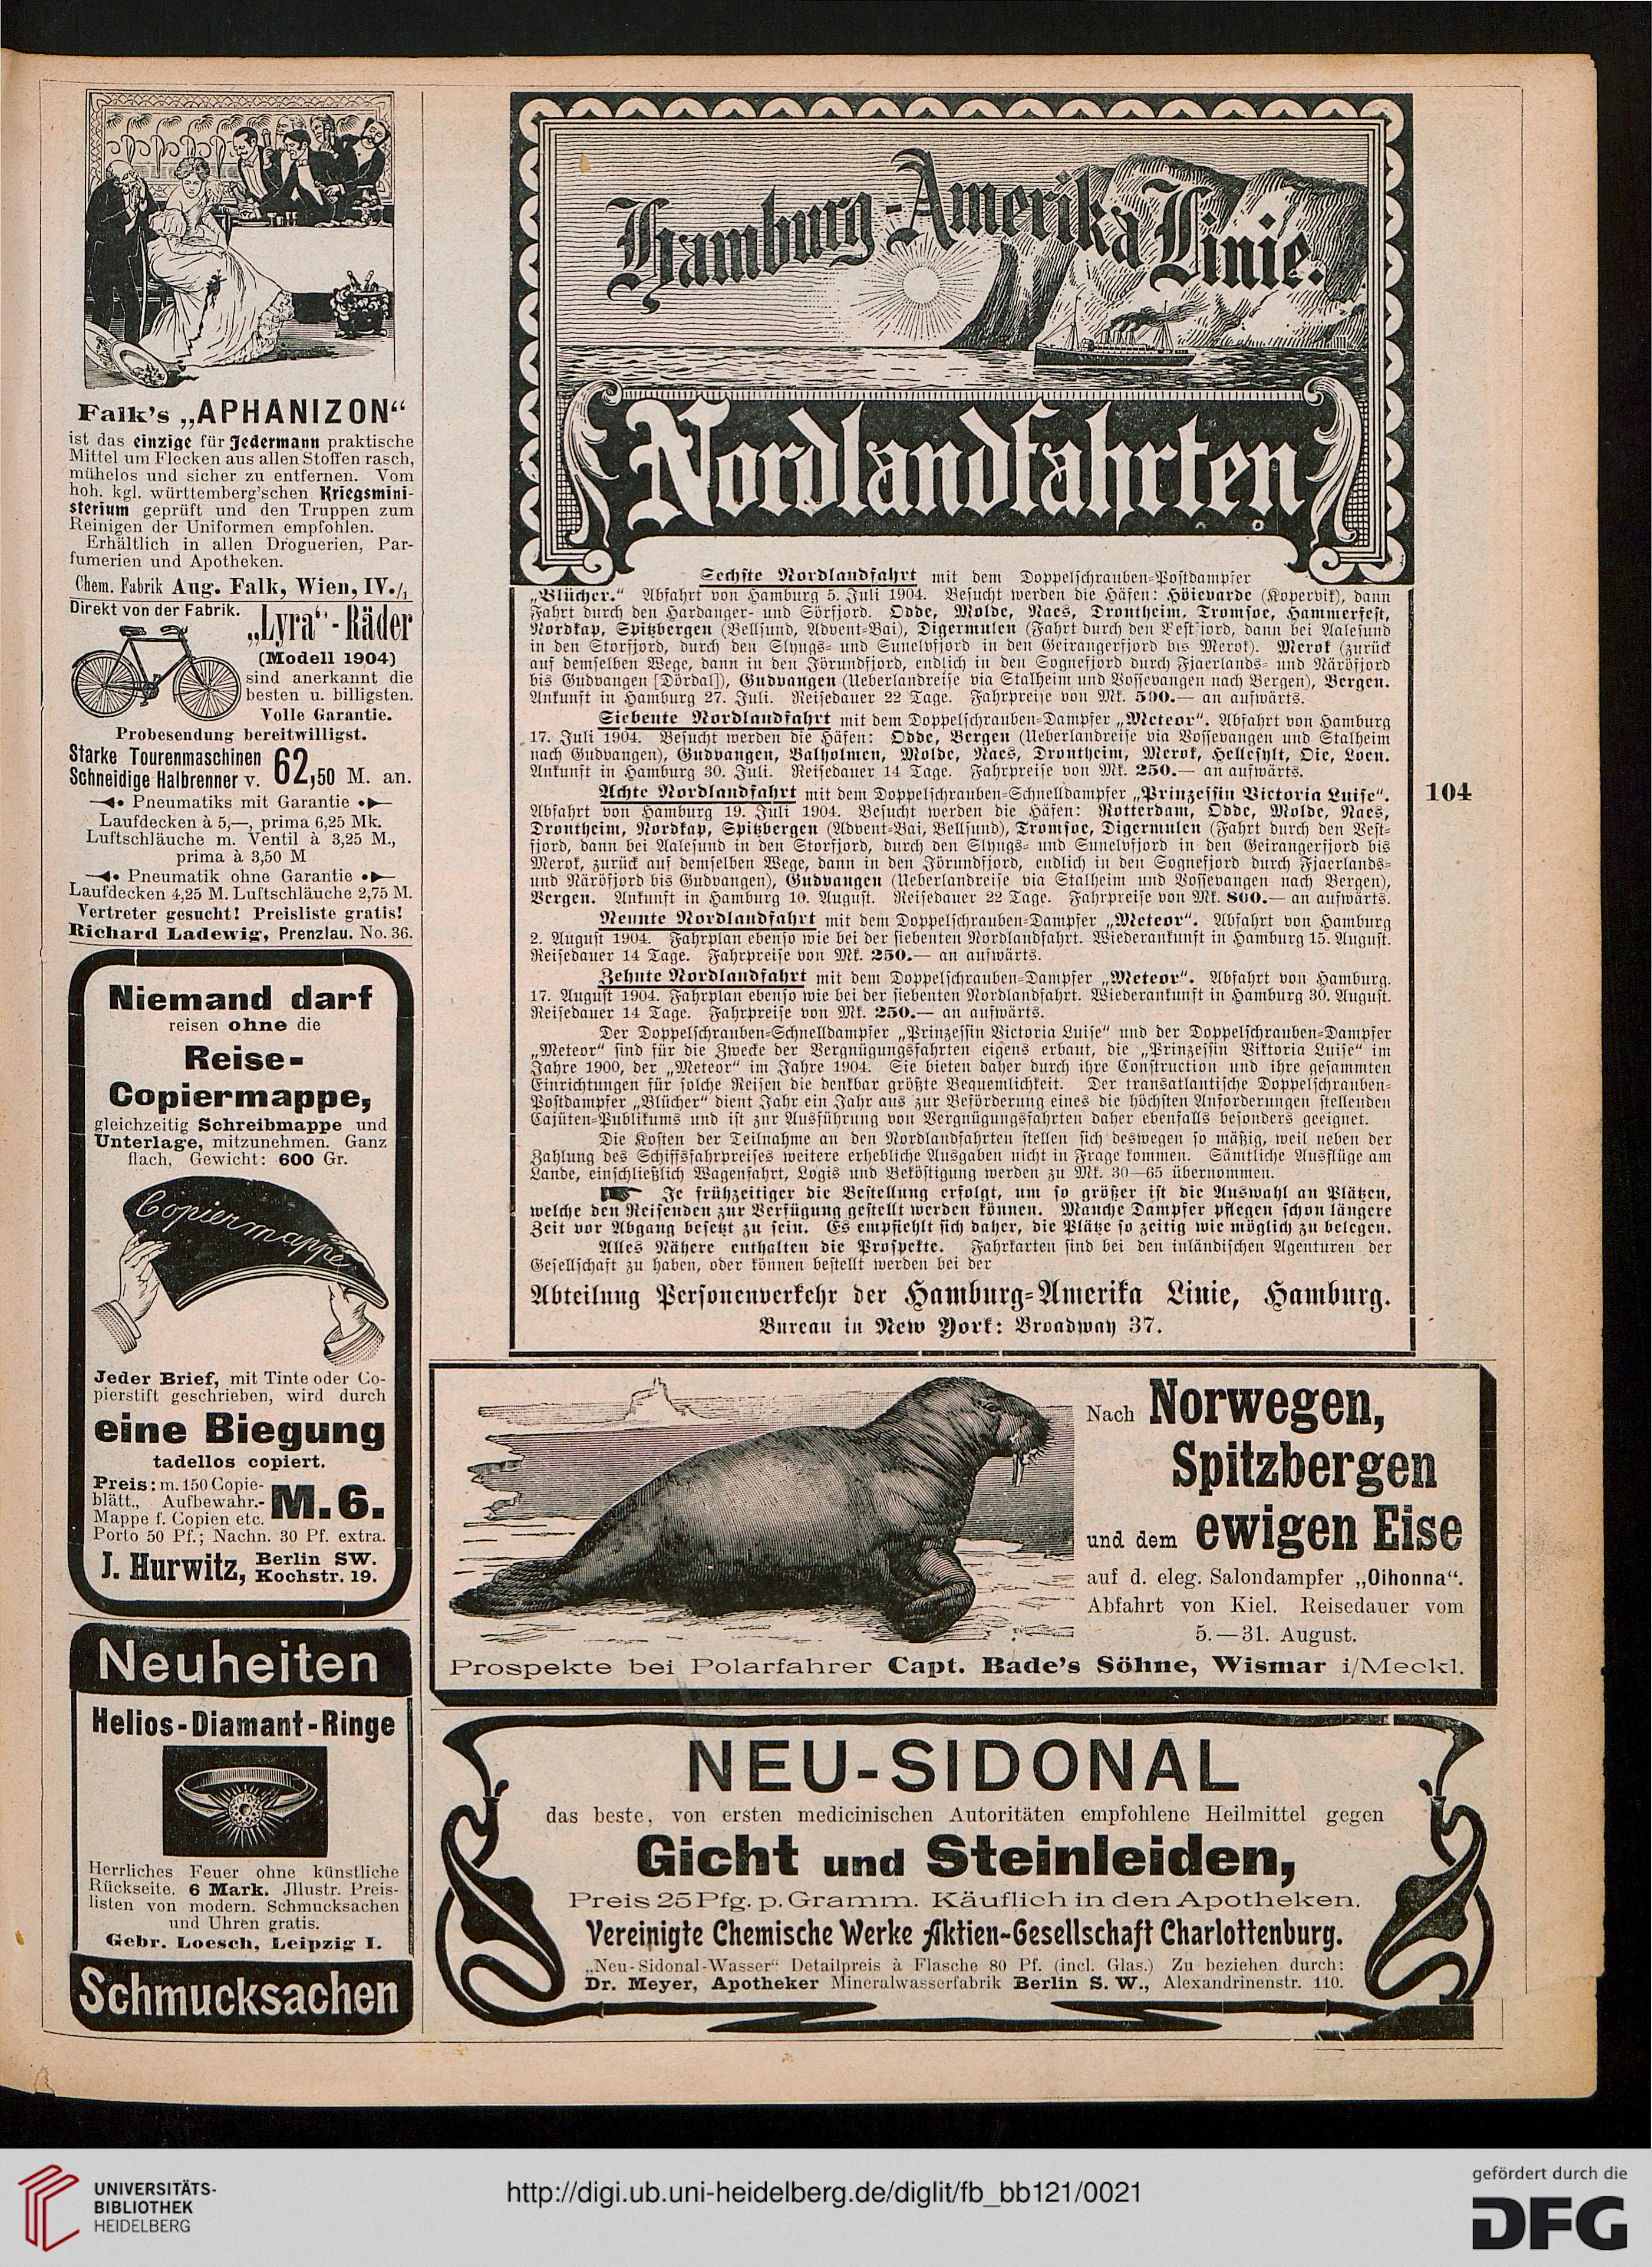 Falk's „APHANIZON“
ist das einzige für Jedermann praktische
Mittel um Flecken aus allen Stoffen rasch,
mühelos und sicher zu entfernen. Vom
hoh. kgl. württemberg'schen Kriegsmini-
sterium geprüft und den Truppen zum
Reinigen der Uniformen empfohlen.
Erhältlich in allen Droguerien, Par-
fumerien und Apotheken.
Chem. Fabrik Aug. Falk, Wien, IV./1
Direkt von der Fabrik.
„Lyra“-Räder
(Modell 1904)
sind anerkannt die
besten u. billigsten.
Volle Garantie.
Probesendung bereitwilligst.
Starke Tourenmaschinen
Schneidige Halbrenner v. 62,50 M. an.
Pneumatiks mit Garantie
Laufdecken à 5,—, prima 6,25 Mk.
Luftschläuche m. Ventil à 3,25 M.,
prima à 3,50 M
Pneumatik ohne Garantie
Laufdecken 4,25 M. Luftschläuche 2,75 M.
Vertreter gesucht! Preisliste gratis!
Richard Ladewig, Prenzlau. No. 36.
Niemand darf
reisen ohne die
Reise-
Copiermappe,
gleichzeitig Schreibmappe und
Unterlage, mitzunehmen. Ganz
flach, Gewicht: 600 Gr.
Copiermappe
Jeder Brief, mit Tinte oder Co-
pierstift geschrieben, wird durch
eine Biegung
tadellos copiert.
Preis: m. 150 Copie-
blätt., Aufbewahr.-
Mappe f. Copien etc. M. 6.
Porto 50 Pf.; Nachn. 30 Pf. extra.
J. Hurwitz, Berlin SW.
Kochstr. 19.
Neuheiten
Helios-Diamant-Ringe
Herrliches Feuer ohne künstliche
Rückseite. 6 Mark. Jllustr. Preis-
listen von modern. Schmucksachen
und Uhren gratis.
Gebr. Loesch, Leipzig I.
Schmucksachen
Hamburg-Amerika Linie.
Nordlandfahrten
Sechste Nordlandfahrt mit dem Doppelschrauben-Postdampfer
„Blücher.“ Abfahrt von Hamburg 5. Juli 1904. Besucht werden die Häfen: Höievarde (Kopervik), dann
Fahrt durch den Hardanger- und Sörfjord. Odde, Molde, Naes, Drontheim, Tromsoe, Hammerfest,
Nordkap, Spitzbergen (Bellsund, Advent-Bai), Digermulen (Fahrt durch den Vestfjord, dann bei Aalesund
in den Storfjord, durch den Slyngs- und Sunelvfjord in den Geirangerfjord bis Merok). Merok (zurück
auf demselben Wege, dann in den Jörundfjord, endlich in den Sognefjord durch Fjaerlands- und Näröfjord
bis Gudvangen [Dördal]), Gudvangen (Ueberlandreise via Stalheim und Vossevangen nach Bergen), Bergen.
Ankunft in Hamburg 27. Juli. Reisedauer 22 Tage. Fahrpreise von Mk. 500.— an aufwärts.
Siebente Nordlandfahrt mit dem Doppelschrauben-Dampfer „Meteor“. Abfahrt von Hamburg
17. Juli 1904. Besucht werden die Häfen: Odde, Bergen (Ueberlandreise via Vossevangen und Stalheim
nach Gudvangen), Gudvangen, Balholmen, Molde, Naes, Drontheim, Merok, Hellesylt, Oie, Loen.
Ankunft in Hamburg 30. Juli. Reisedauer 14 Tage. Fahrpreise von Mk. 250.— an aufwärts.
Achte Nordlandfahrt mit dem Doppelschrauben-Schnelldampfer „Prinzessin Victoria Luise“.
Abfahrt von Hamburg 19. Juli 1904. Besucht werden die Häfen: Rotterdam, Odde, Molde, Naes,
Drontheim, Nordkap, Spitzbergen (Advent-Bai, Bellsund), Tromsoe, Digermulen (Fahrt durch den Vest-
fjord, dann bei Aalesund in den Storfjord, durch den Slyngs- und Sunelvfjord in den Geirangerfjord bis
Merok, zurück auf demselben Wege, dann in den Jörundfjord, endlich in den Sognefjord durch Fjaerlands-
und Näröfjord bis Gudvangen), Gudvangen (Ueberlandreise via Stalheim und Vossevangen nach Bergen),
Bergen. Ankunft in Hamburg 10. August. Reisedauer 22 Tage. Fahrpreise von Mk. 800.— an aufwärts.
Neunte Nordlandfahrt mit dem Doppelschrauben-Dampfer „Meteor“. Abfahrt von Hamburg
2. August 1904. Fahrplan ebenso wie bei der siebenten Nordlandfahrt. Wiederankunft in Hamburg 15. August.
Reisedauer 14 Tage. Fahrpreise von Mk. 250.— an aufwärts.
Zehnte Nordlandfahrt mit dem Doppelschrauben-Dampfer „Meteor“. Abfahrt von Hamburg.
17. August 1904. Fahrplan ebenso wie bei der siebenten Nordlandfahrt. Wiederankunft in Hamburg 30. August.
Reisedauer 14 Tage. Fahrpreise von Mk. 250.— an aufwärts.
Der Doppelschrauben-Schnelldampfer „Prinzessin Victoria Luise“ und der Doppelschrauben-Dampfer
„Meteor“ sind für die Zwecke der Vergnügungsfahrten eigens erbaut, die „Prinzessin Viktoria Luise“ im
Jahre 1900, der „Meteor“ im Jahre 1904. Sie bieten daher durch ihre Construction und ihre gesammten
Einrichtungen für solche Reisen die denkbar größte Bequemlichkeit. Der transatlantische Doppelschrauben-
Postdampfer „Blücher“ dient Jahr ein Jahr aus zur Beförderung eines die höchsten Anforderungen stellenden
Cajüten-Publikums und ist zur Ausführung von Vergnügungsfahrten daher ebenfalls besonders geeignet.
Die Kosten der Teilnahme an den Nordlandfahrten stellen sich deswegen so mäßig, weil neben der
Zahlung des Schiffsfahrpreises weitere erhebliche Ausgaben nicht in Frage kommen. Sämtliche Ausflüge am
Lande, einschließlich Wagenfahrt, Logis und Beköstigung werden zu Mk. 30—65 übernommen.
Je frühzeitiger die Bestellung erfolgt, um so größer ist die Auswahl an Plätzen,
welche den Reisenden zur Verfügung gestellt werden können. Manche Dampfer pflegen schon längere
Zeit vor Abgang besetzt zu sein. Es empfiehlt sich daher, die Plätze so zeitig wie möglich zu belegen.
Alles Nähere enthalten die Prospekte. Fahrkarten sind bei den inländischen Agenturen der
Gesellschaft zu haben, oder können bestellt werden bei der
Abteilung Personenverkehr der Hamburg-Amerika Linie, Hamburg.
Bureau in New York: Broadway 37.
104
Nach Norwegen,
Spitzbergen
und dem ewigen Eise
auf d. eleg. Salondampfer „Oihonna“.
Abfahrt von Kiel. Reisedauer vom
5.—31. August.
Prospekte bei Polarfahrer Capt. Bade's Söhne, Wismar i/Meckl.
NEU-SIDONAL
das beste, von ersten medicinischen Autoritäten empfohlene Heilmittel gegen
Gicht und Steinleiden,
Preis 25 Pfg. p. Gramm. Käuflich in den Apotheken.
Vereinigte Chemische Werke Aktien-Gesellschaft Charlottenburg.
„Neu-Sidonal-Wasser“ Detailpreis à Flasche 80 Pf. (incl. Glas.) Zu beziehen durch:
Dr. Meyer, Apotheker Mineralwasserfabrik Berlin S. W., Alexandrinenstr. 110.
UNIVERSITÄTS-
BIBLIOTHEK
HEIDELBERG
http://digi.ub.uni-heidelberg.de/diglit/fb_bb121/0021
gefördert durch die
DFG